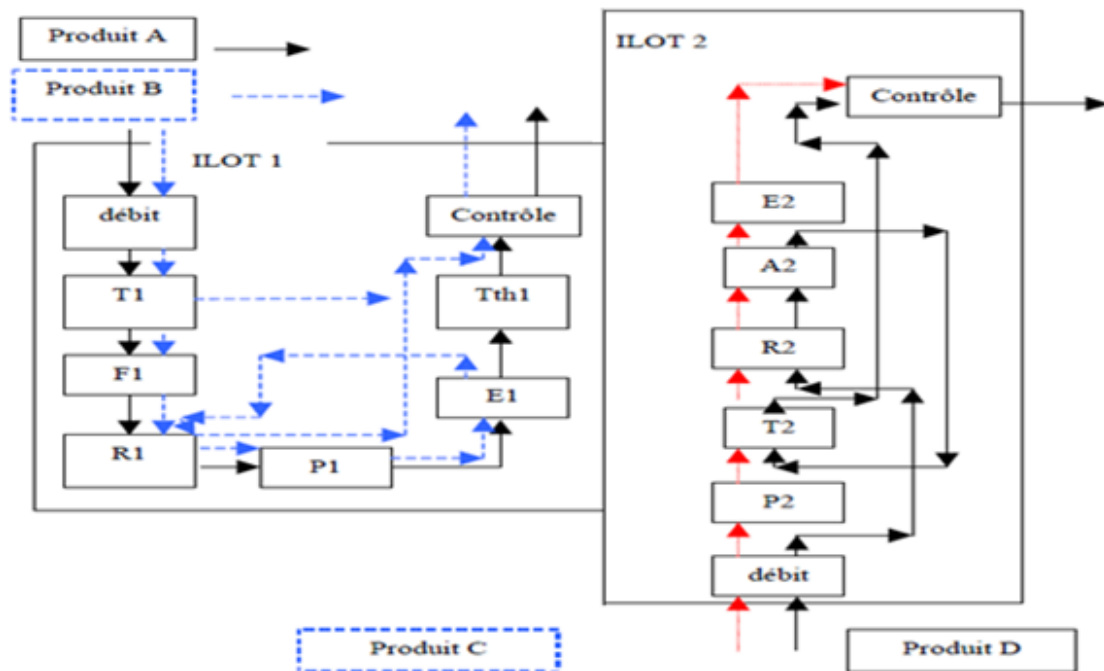 Produit A
Produit B
ILOT 1
débit
T1
F1
R1
P1
E1
Tth1
Contrôle
ILOT 2
Contrôle
E2
A2
R2
T2
P2
débit
Produit C
Produit D